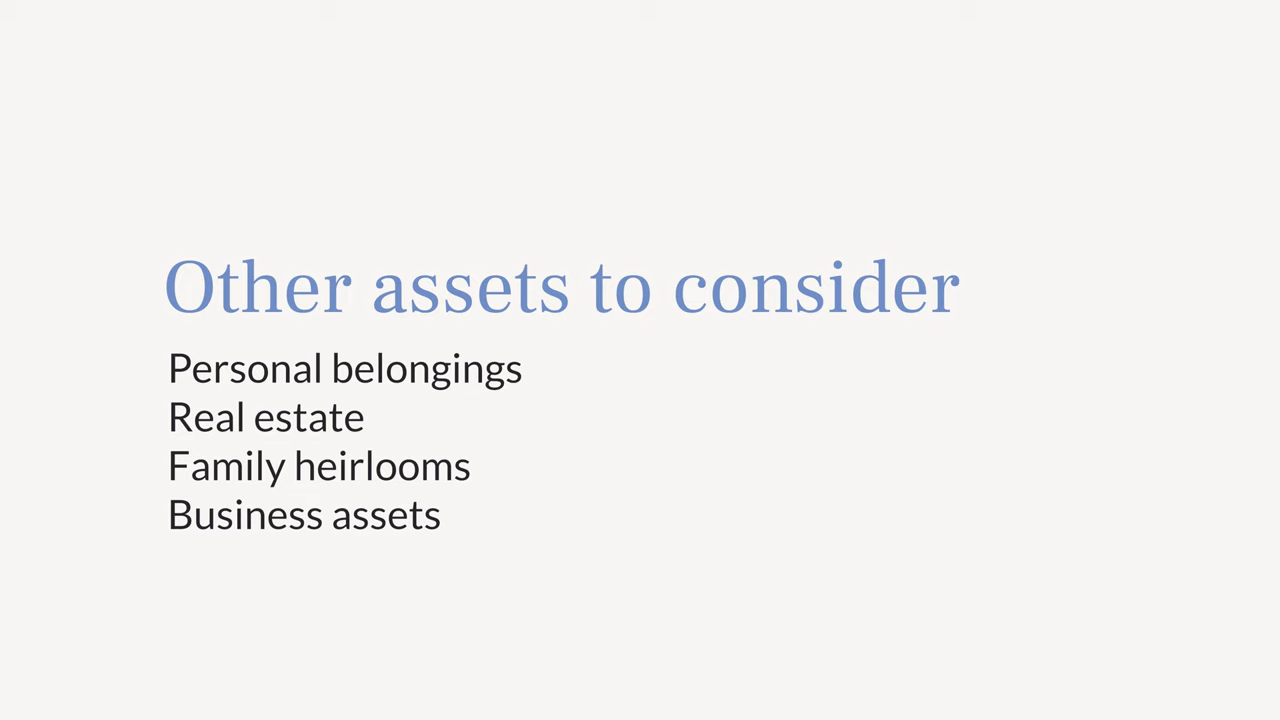 Other assets to consider
Personal belongings
Real estate
Family heirlooms
Business assets